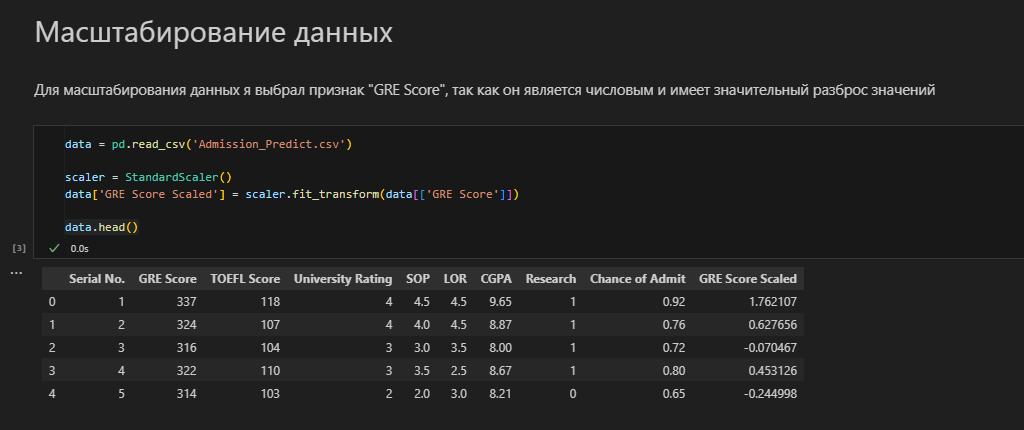 Масштабирование данных
Для масштабирования данных я выбрал признак "GRE Score", так как он является числовым и имеет значительный разброс значений
data = pd.read_csv('Admission_Predict.csv')
scaler = StandardScaler()
data['GRE Score Scaled'] = scaler.fit_transform(data[['GRE Score']])
data.head()
[3] ✓ 0.0s
...
Serial No. GRE Score TOEFL Score University Rating SOP LOR CGPA Research Chance of Admit GRE Score Scaled
0 1 337 118 4 4.5 4.5 9.65 1 0.92 1.762107
1 2 324 107 4 4.0 4.5 8.87 1 0.76 0.627656
2 3 316 104 3 3.0 3.5 8.00 1 0.72 -0.070467
3 4 322 110 3 3.5 2.5 8.67 1 0.80 0.453126
4 5 314 103 2 2.0 3.0 8.21 0 0.65 -0.244998